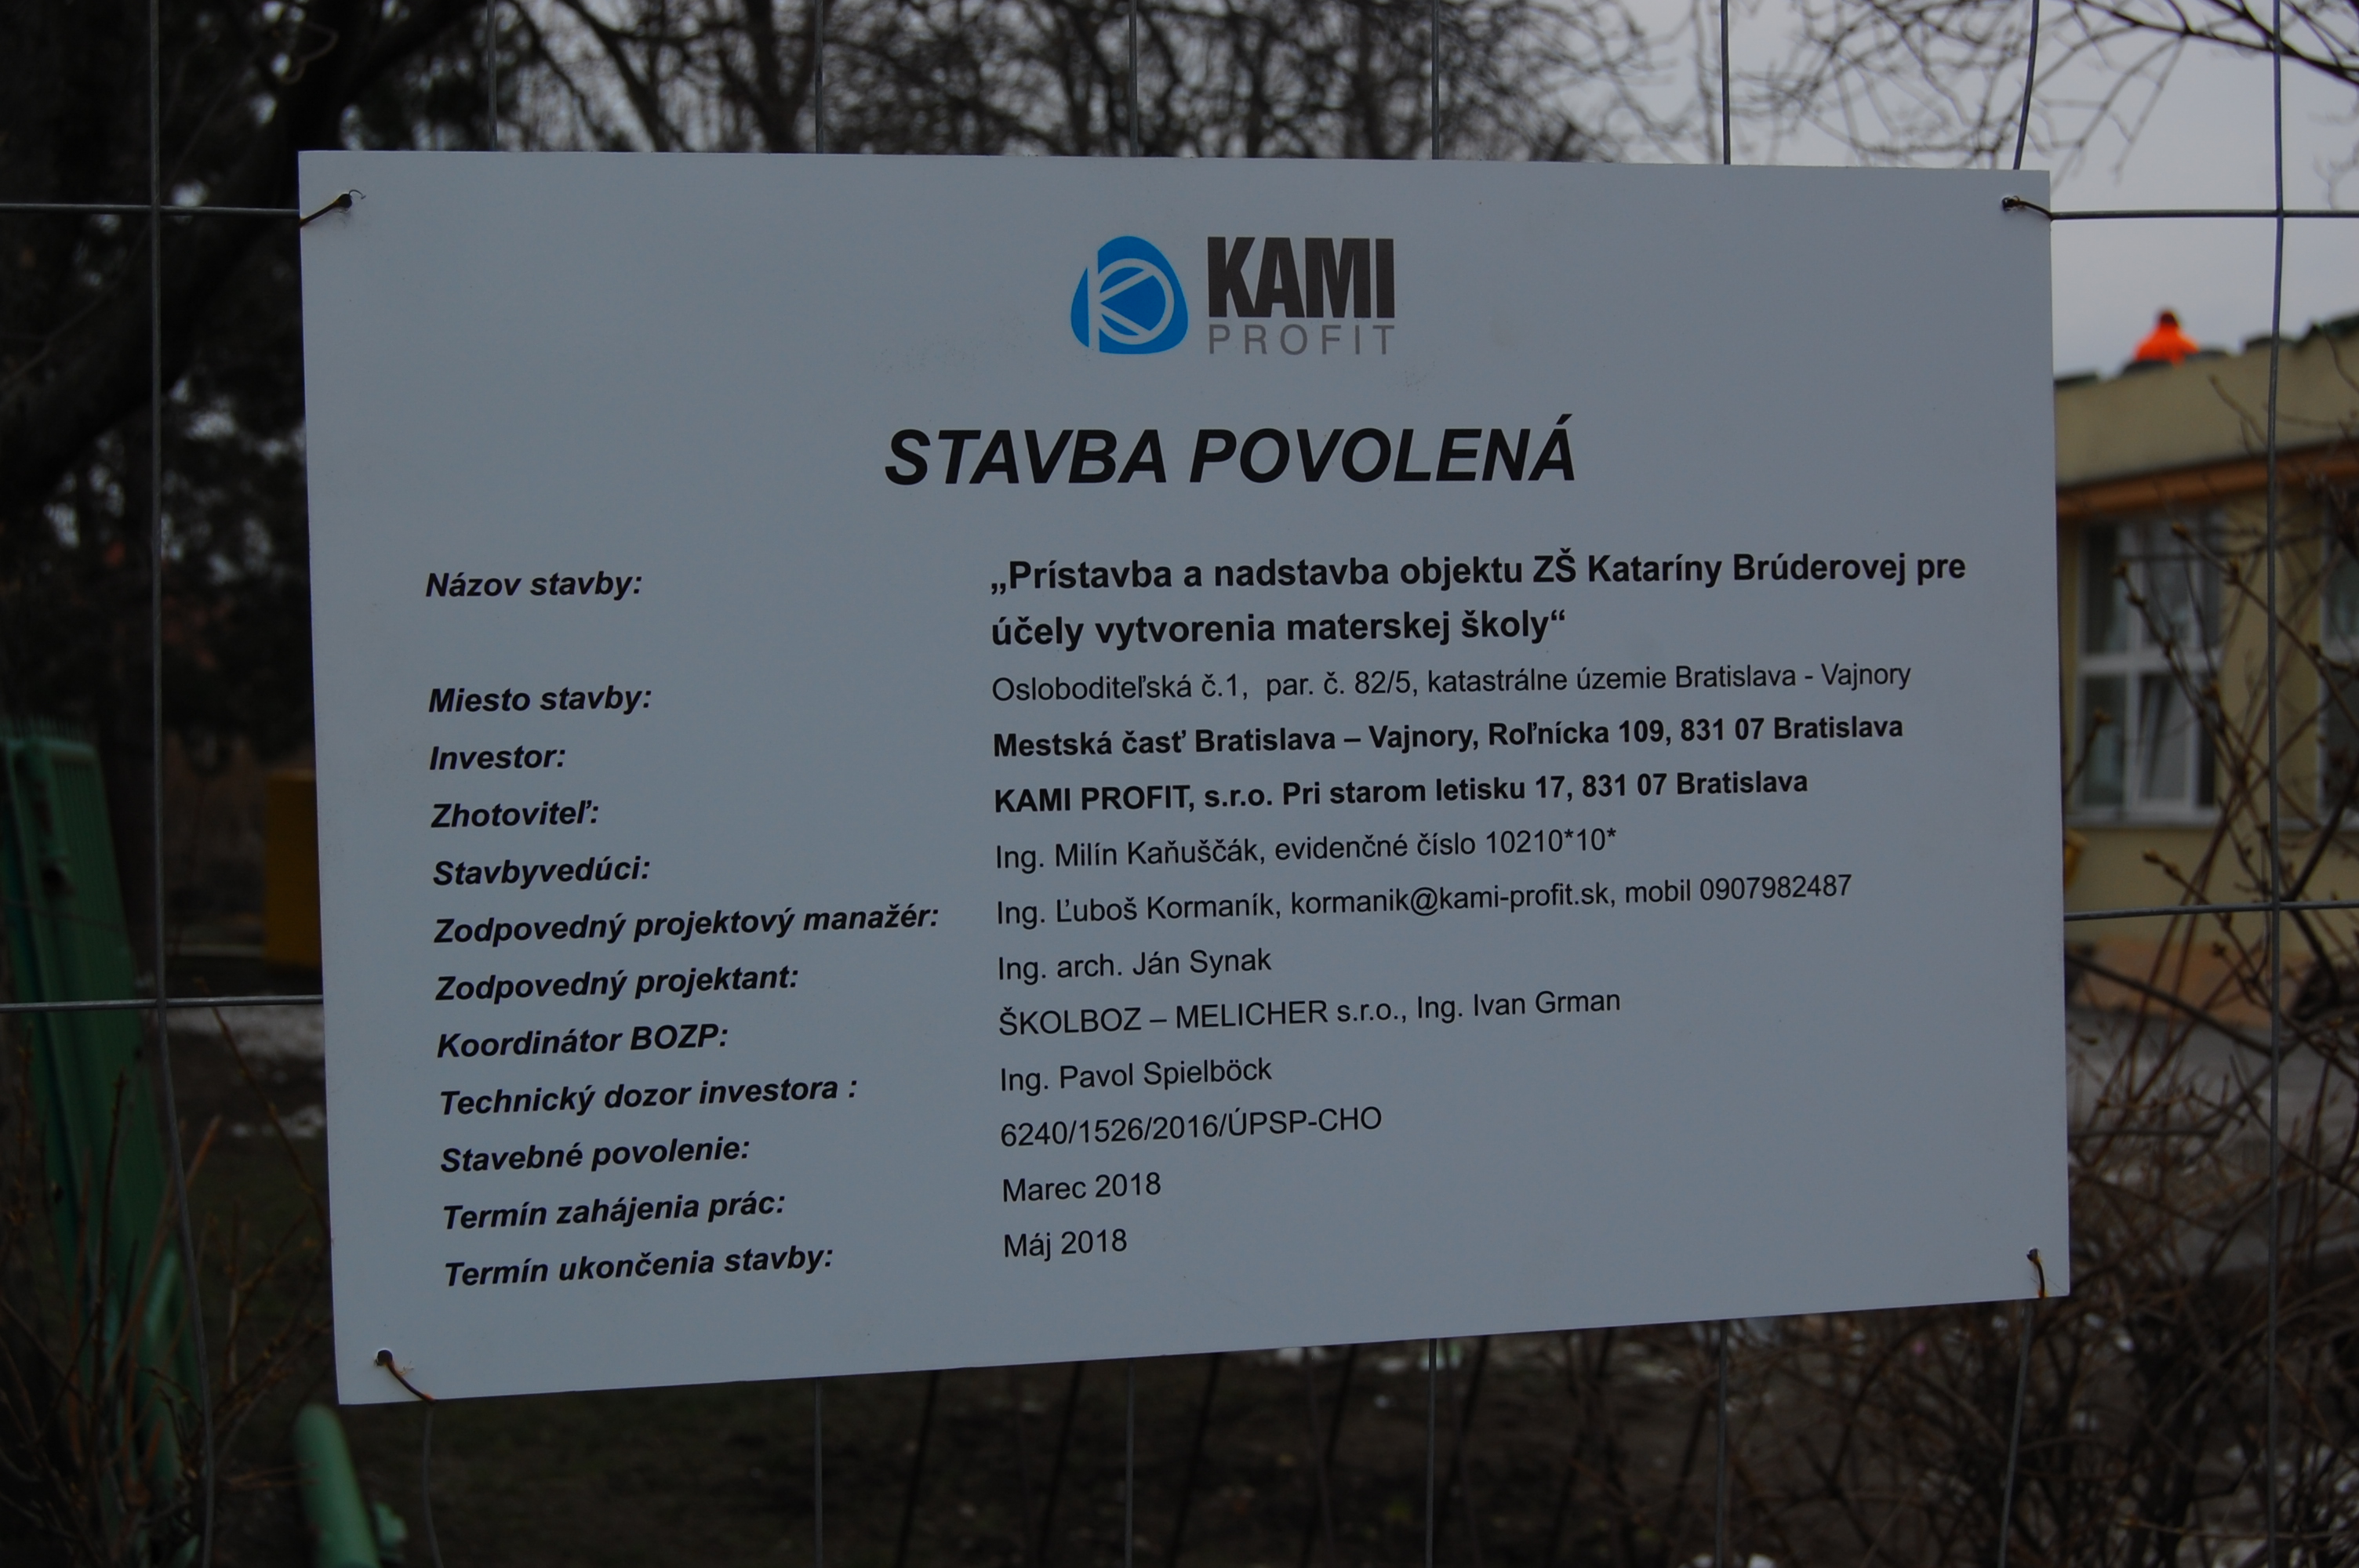 KAMI
PROFIT
STAVBA POVOLENÁ
Názov stavby: „Prístavba a nadstavba objektu ZŠ Kataríny Brúderovej pre
účely vytvorenia materskej školy“
Miesto stavby: Osloboditeľská č.1, par. č. 82/5, katastrálne územie Bratislava - Vajnory
Investor: Mestská časť Bratislava – Vajnory, Roľnícka 109, 831 07 Bratislava
Zhotoviteľ: KAMI PROFIT, s.r.o. Pri starom letisku 17, 831 07 Bratislava
Stavbyvedúci: Ing. Milín Kaňuščák, evidenčné číslo 10210*10*
Zodpovedný projektový manažér: Ing. Ľuboš Kormaník, kormanik@kami-profit.sk, mobil 0907982487
Zodpovedný projektant: Ing. arch. Ján Synak
Koordinátor BOZP: ŠKOLBOZ – MELICHER s.r.o., Ing. Ivan Grman
Technický dozor investora : Ing. Pavol Spielböck
Stavebné povolenie: 6240/1526/2016/ÚPSP-CHO
Termín zahájenia prác: Marec 2018
Termín ukončenia stavby: Máj 2018